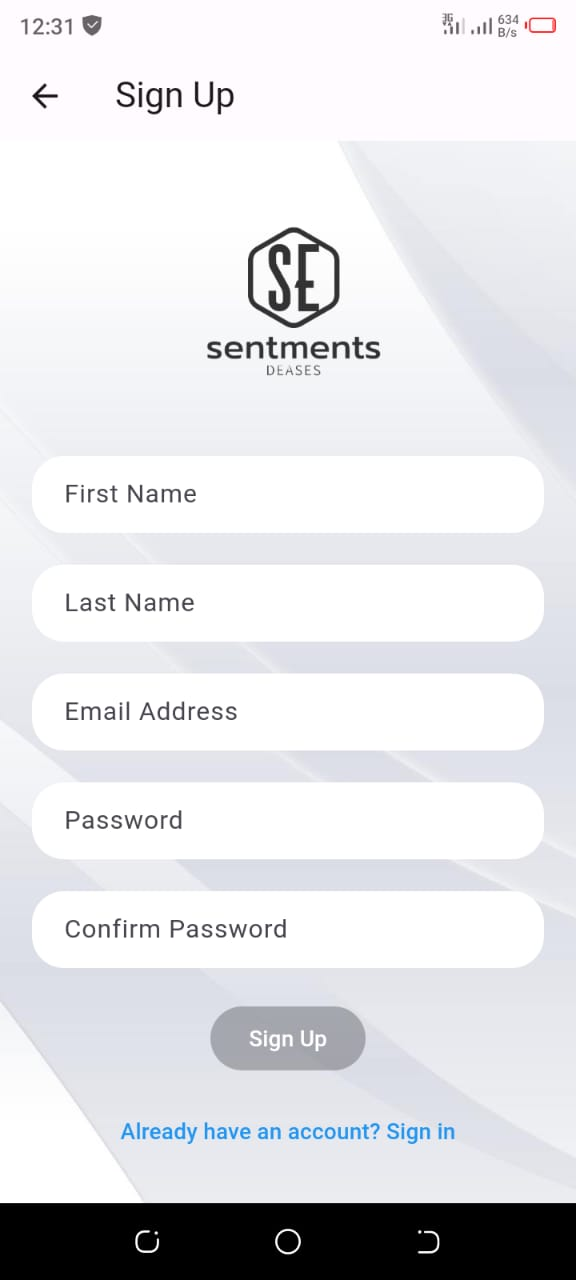 12:31
3G
634
B/s
Sign Up
SE
sentments
DEASES
First Name
Last Name
Email Address
Password
Confirm Password
Sign Up
Already have an account? Sign in